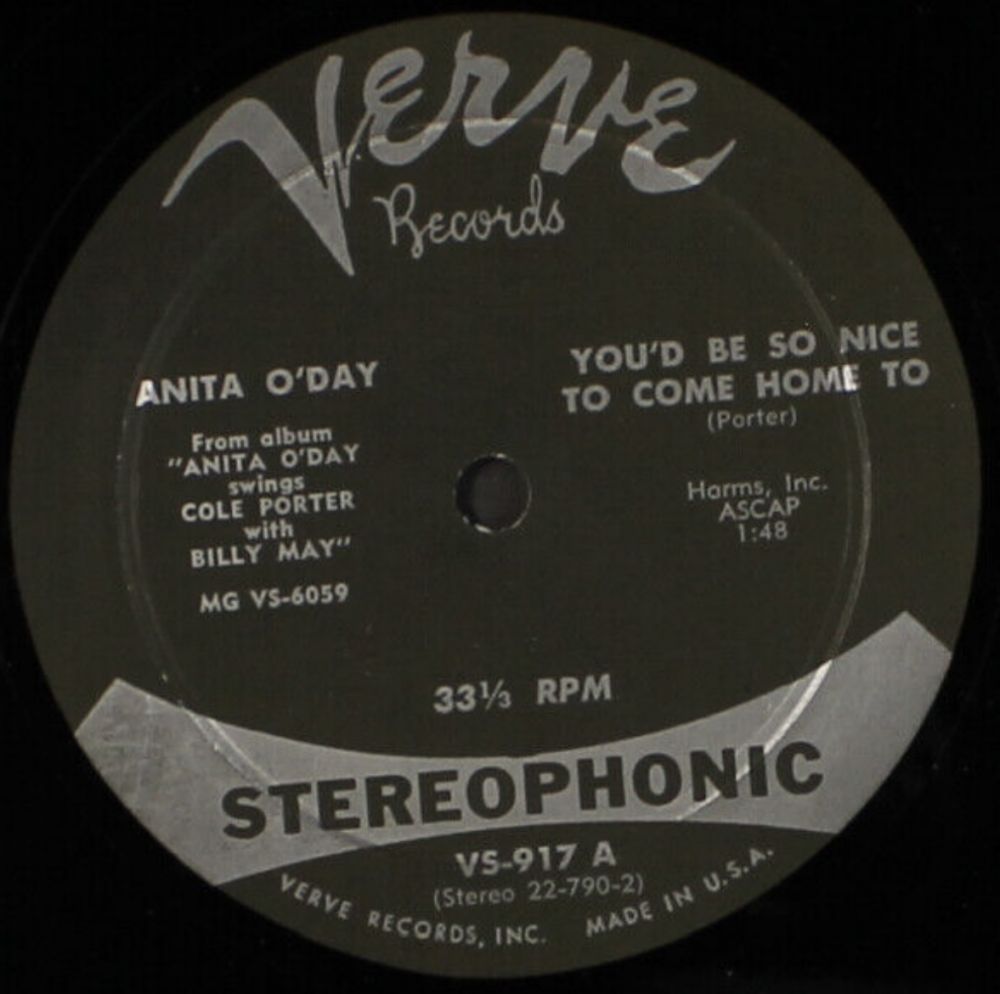 Verve
Records
ANITA O'DAY
From album
"ANITA O'DAY
swings
COLE PORTER
with
BILLY MAY"
MG VS-6059
YOU'D BE SO NICE
TO COME HOME TO
(Porter)
Harms, Inc.
ASCAP
1:48
33⅓ RPM
STEREOPHONIC
VS-917 A
(Stereo 22-790-2)
VERVE RECORDS, INC. MADE IN U.S.A.